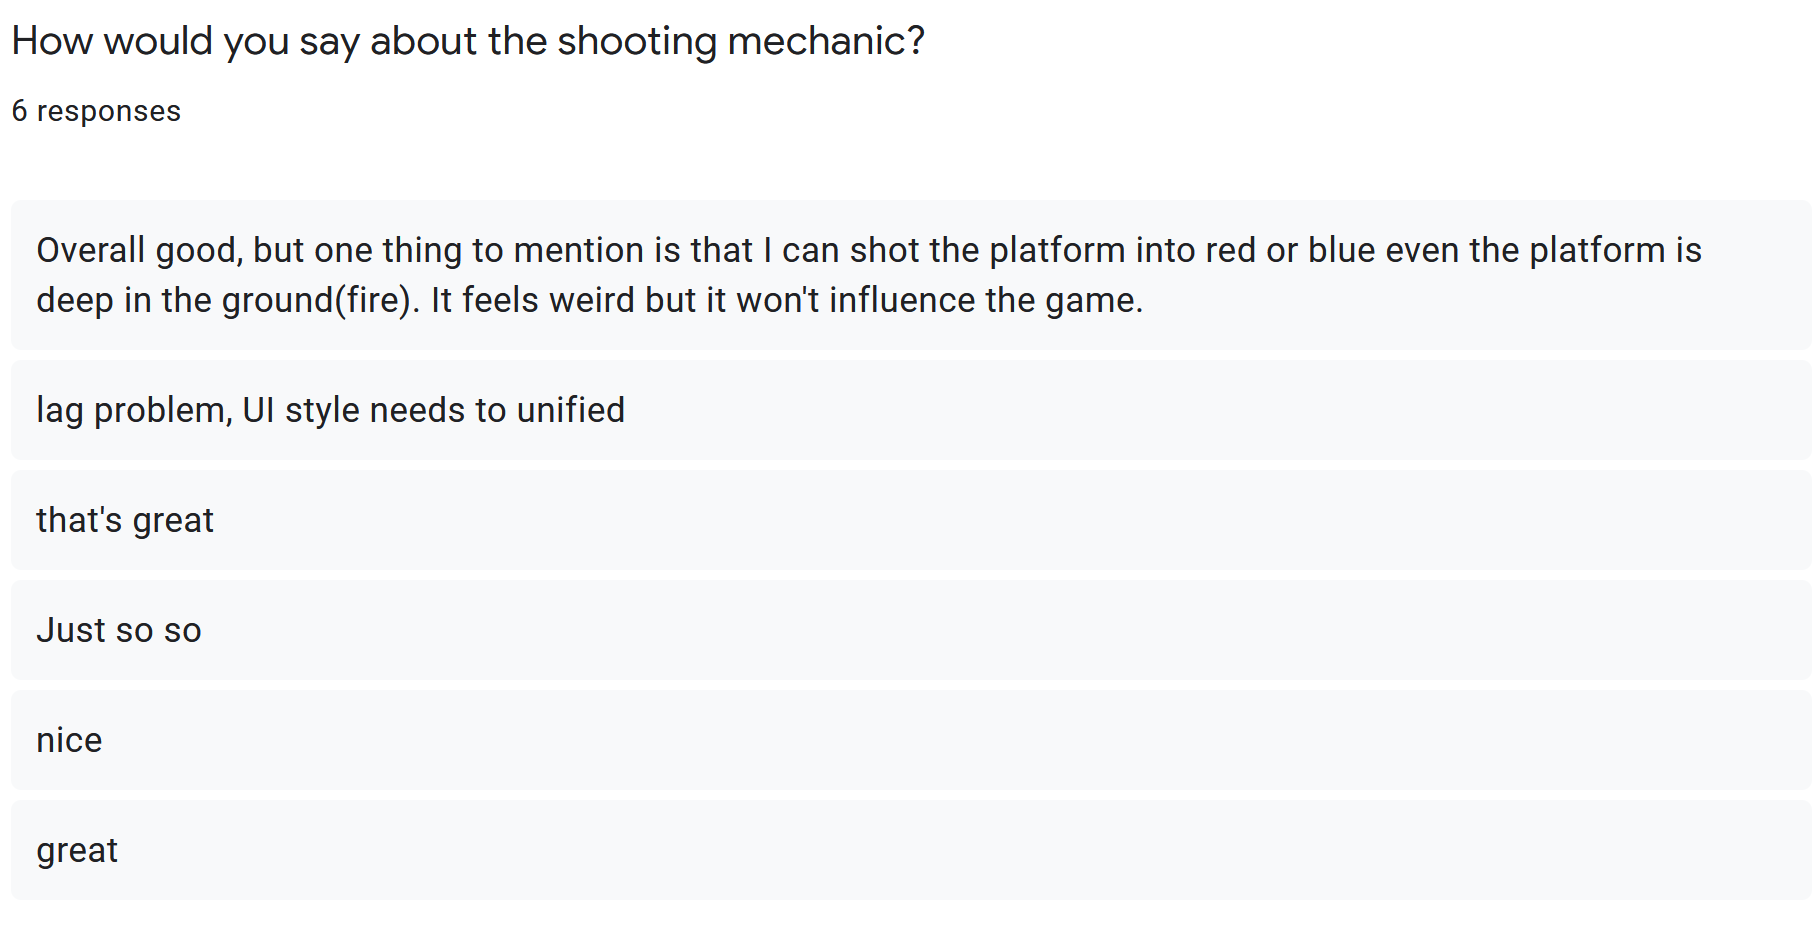 How would you say about the shooting mechanic?
6 responses
Overall good, but one thing to mention is that I can shot the platform into red or blue even the platform is
deep in the ground(fire). It feels weird but it won't influence the game.
lag problem, UI style needs to unified
that's great
Just so so
nice
great